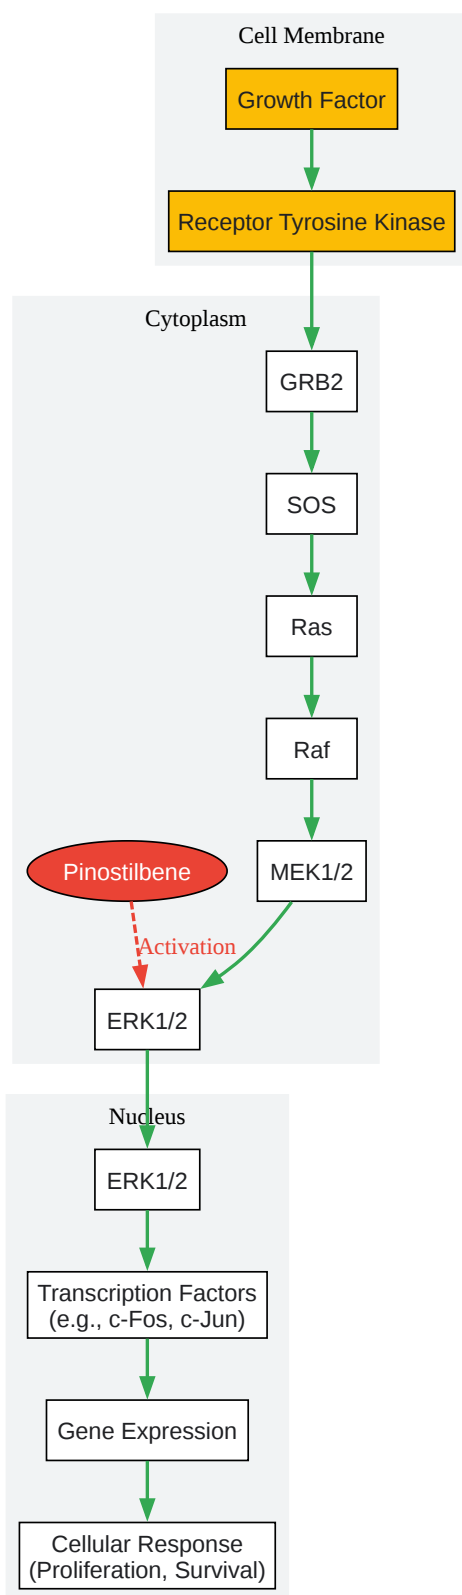 Cell Membrane
Growth Factor
Receptor Tyrosine Kinase
Cytoplasm
GRB2
SOS
Ras
Raf
Pinostilbene
MEK1/2
Activation
ERK1/2
Nucleus
ERK1/2
Transcription Factors
(e.g., c-Fos, c-Jun)
Gene Expression
Cellular Response
(Proliferation, Survival)